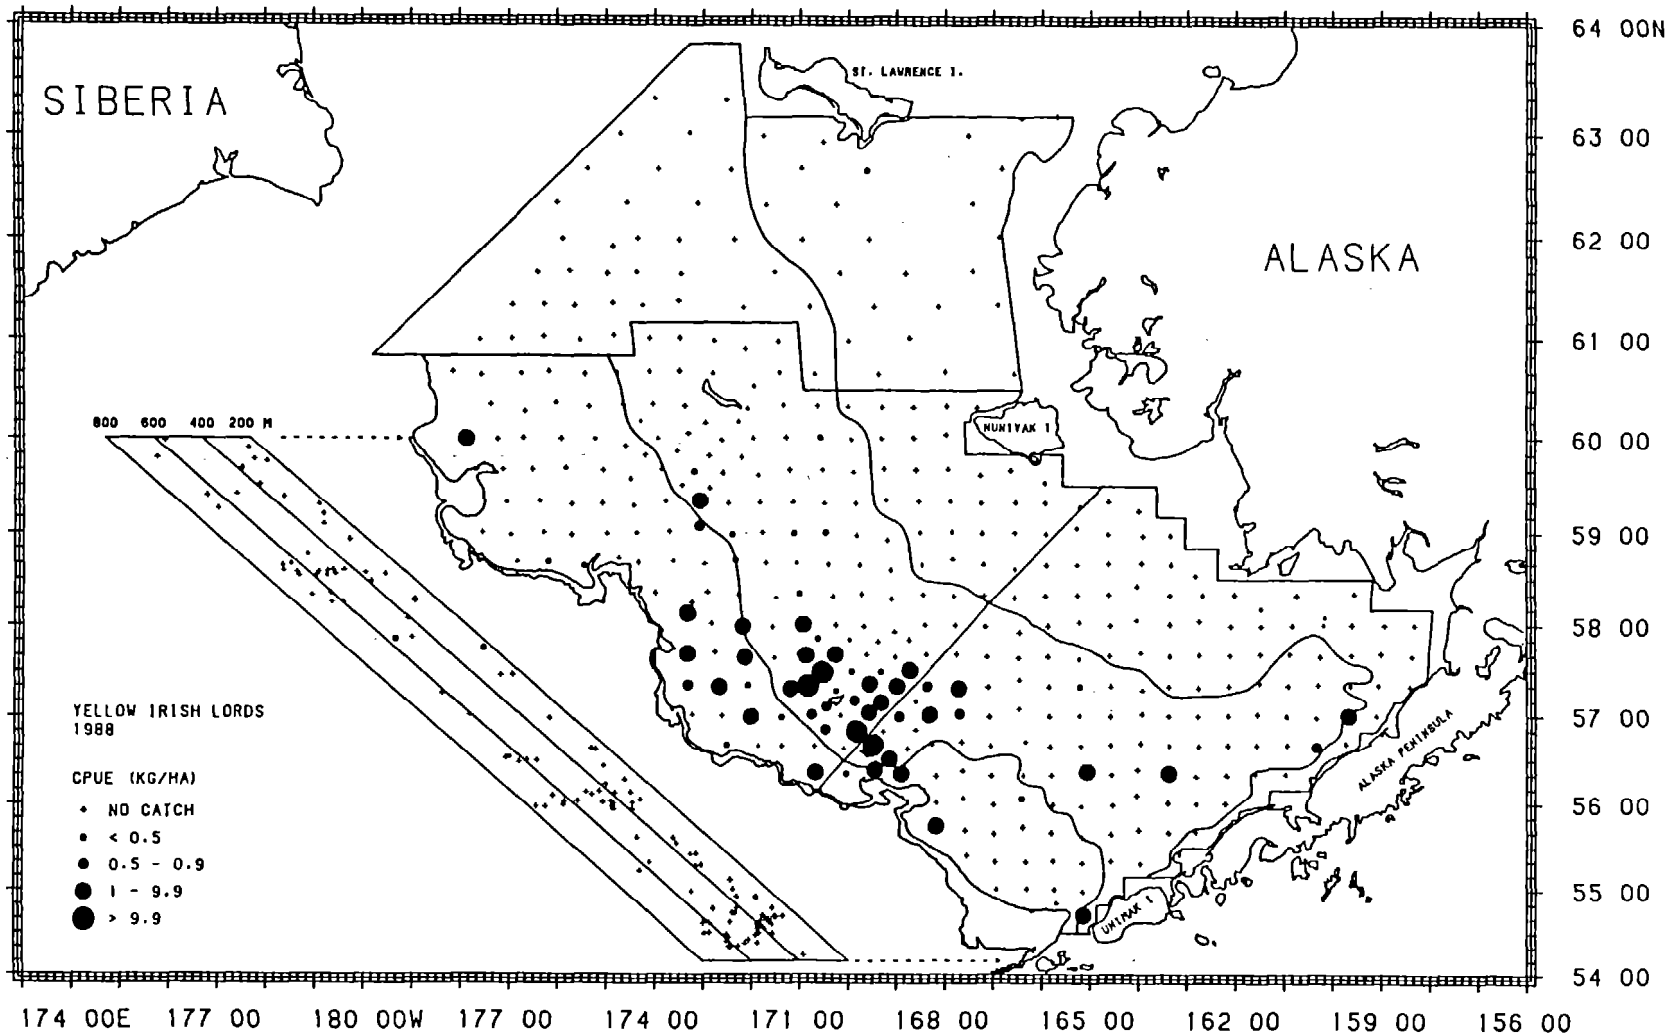 64 00N
ST. LAWRENCE I.
SIBERIA
63 00
62 00
ALASKA
61 00
800 600 400 200 M
NUNIVAK I
60 00
59 00
58 00
YELLOW IRISH LORDS
1988
57 00
ALASKA PENINSULA
CPUE (KG/HA)
+ NO CATCH
56 00
• < 0.5
● 0.5 - 0.9
● 1 - 9.9
55 00
● > 9.9
UNIMAK I
54 00
174 00E 177 00 180 00W 177 00 174 00 171 00 168 00 165 00 162 00 159 00 156 00